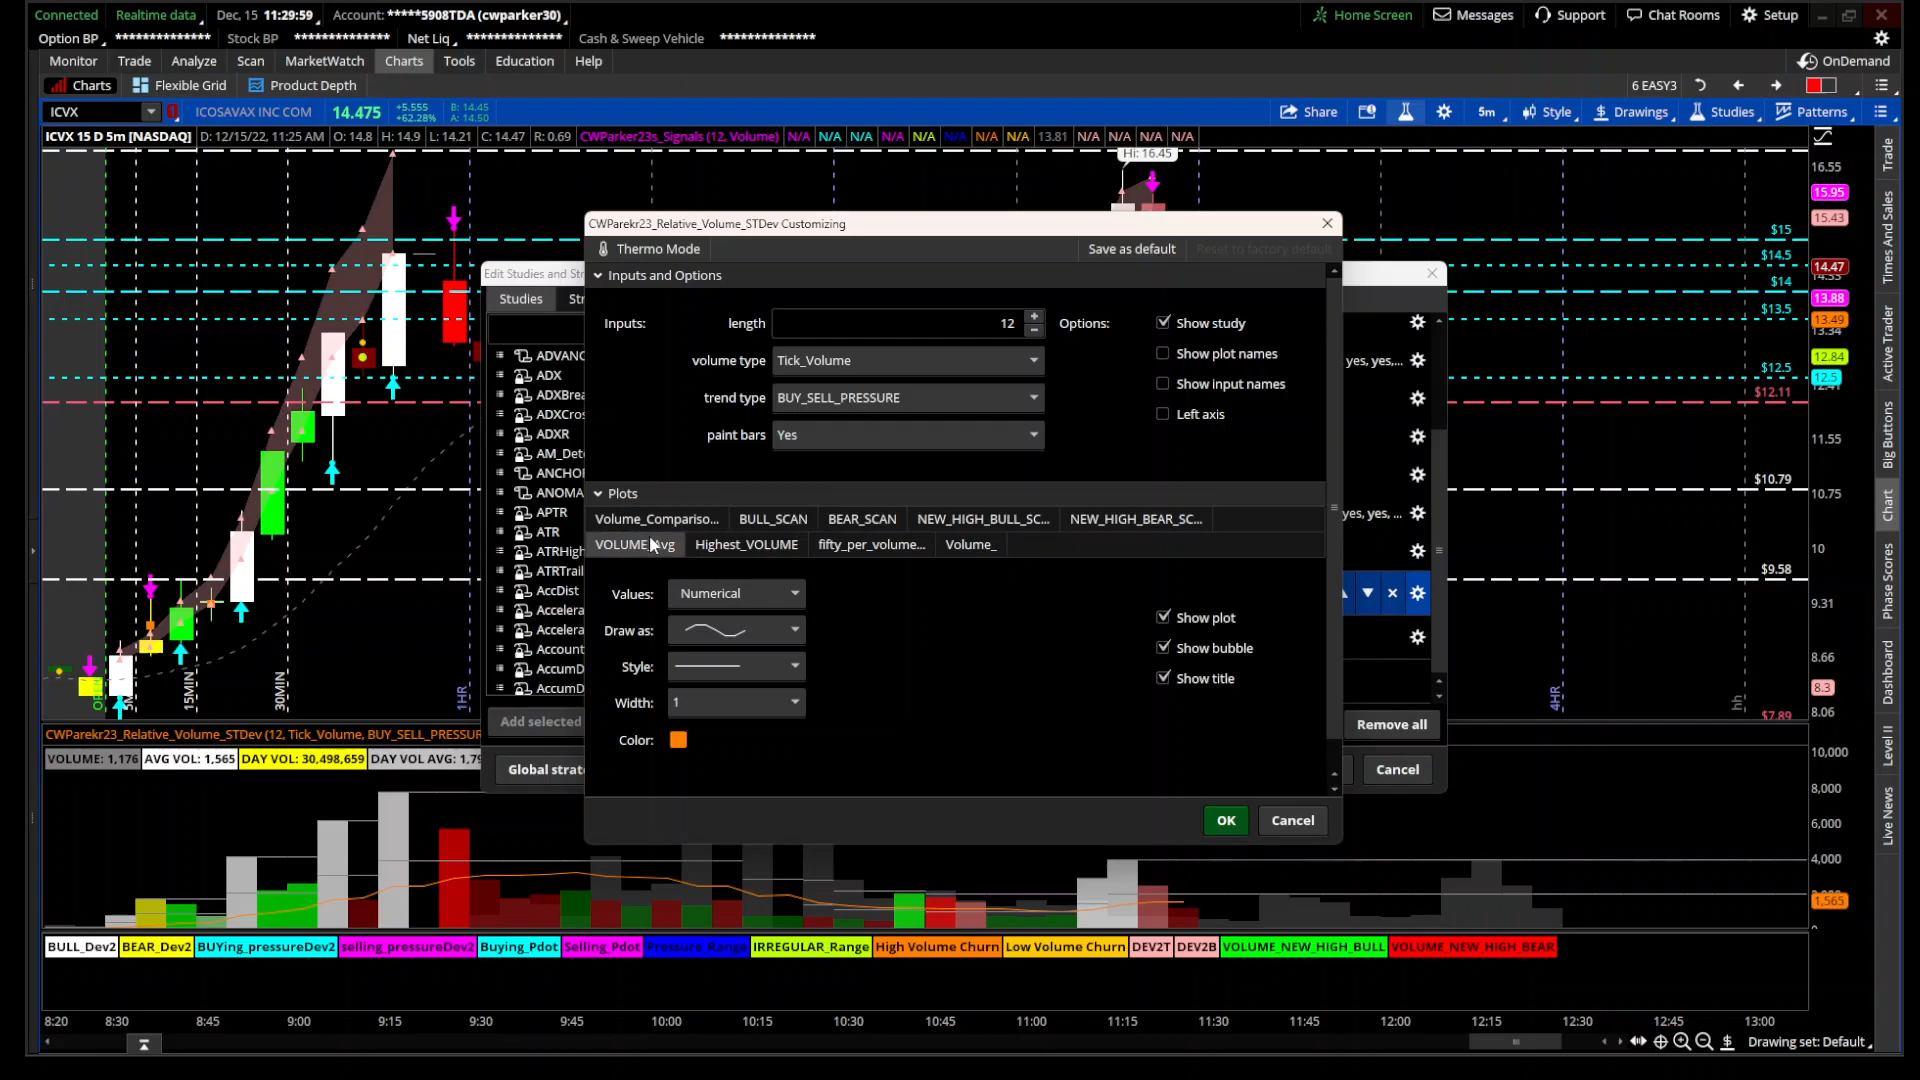 Connected Realtime data Dec, 15 11:29:59 Account: *****5908TDA (cwparker30) Home Screen Messages Support Chat Rooms Setup
Option BP ************** Stock BP ************** Net Liq ************** Cash & Sweep Vehicle **************
Monitor Trade Analyze Scan MarketWatch Charts Tools Education Help OnDemand
Charts Flexible Grid Product Depth 6 EASY3
ICVX ICOSAVAX INC COM 14.475 +5.555 +62.28% B: 14.45 A: 14.50 Share 5m Style Drawings Studies Patterns
ICVX 15 D 5m [NASDAQ] D: 12/15/22, 11:25 AM O: 14.8 H: 14.9 L: 14.21 C: 14.47 R: 0.69 CWParker23s_Signals (12, Volume) N/A N/A N/A N/A N/A N/A N/A N/A 13.81 N/A N/A N/A N/A
Hi: 16.45
16.55
15.95
15.43
$15
$14.5
14.47
$14
13.88
$13.5
13.49
13.34
12.84
$12.5
12.5
$12.11
11.55
$10.79
10.75
10
$9.58
9.31
8.66
8.3
8.06
$7.89
Trade
Times And Sales
Active Trader
Big Buttons
Chart
Phase Scores
Dashboard
Level II
Live News
15MIN
30MIN
1HR
4HR
hh
CWParekr23_Relative_Volume_STDev Customizing
Thermo Mode Save as default Reset to factory default
Inputs and Options
Inputs: length 12 Options: Show study
volume type Tick_Volume Show plot names
trend type BUY_SELL_PRESSURE Show input names
paint bars Yes Left axis
Plots
Volume_Compariso... BULL_SCAN BEAR_SCAN NEW_HIGH_BULL_SC... NEW_HIGH_BEAR_SC...
Highest_VOLUME fifty_per_volume... Volume_
Values: Numerical Show plot
Draw as: Show bubble
Style: Show title
Width: 1
Color:
OK Cancel
Edit Studies and Str
Studies Str
ADVANC
ADX
ADXBrea
ADXCros
ADXR
AM_Dete
ANCHOR
ANOMA
APTR
ATR
ATRHigh
ATRTrail
AccDist
Accelera
Accelera
Account
AccumD
AccumD
yes, yes,...
yes, yes, ...
Add selected Remove all
Global strate Cancel
CWParekr23_Relative_Volume_STDev (12, Tick_Volume, BUY_SELL_PRESSUR
VOLUME: 1,176 AVG VOL: 1,565 DAY VOL: 30,498,659 DAY VOL AVG: 1,79
10,000
8,000
6,000
4,000
1,565
BULL_Dev2 BEAR_Dev2 BUYing_pressureDev2 selling_pressureDev2 Buying_Pdot Selling_Pdot Pressure_Range IRREGULAR_Range High Volume Churn Low Volume Churn DEV2T DEV2B VOLUME_NEW_HIGH_BULL VOLUME_NEW_HIGH_BEAR
8:20 8:30 8:45 9:00 9:15 9:30 9:45 10:00 10:15 10:30 10:45 11:00 11:15 11:30 11:45 12:00 12:15 12:30 12:45 13:00
Drawing set: Default